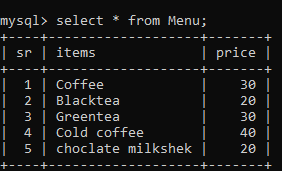 mysql> select * from Menu;
+----+-------------------+-------+
| sr | items             | price |
+----+-------------------+-------+
|  1 | Coffee            |    30 |
|  2 | Blacktea          |    20 |
|  3 | Greentea          |    30 |
|  4 | Cold coffee       |    40 |
|  5 | choclate milkshek |    20 |
+----+-------------------+-------+